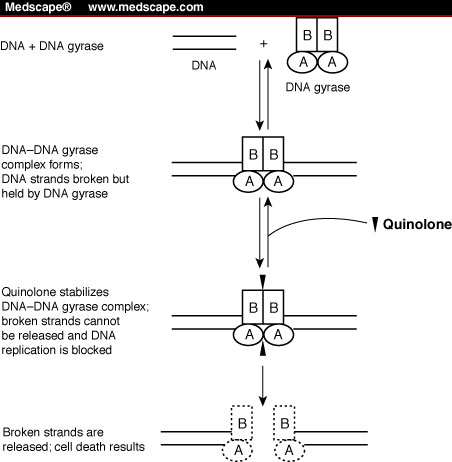 Medscape® www.medscape.com
DNA + DNA gyrase
DNA
+
B B
A A
DNA gyrase
DNA–DNA gyrase
complex forms;
DNA strands broken but
held by DNA gyrase
B B
A A
Quinolone
Quinolone stabilizes
DNA–DNA gyrase complex;
broken strands cannot
be released and DNA
replication is blocked
B B
A A
Broken strands are
released; cell death results
B B
A A